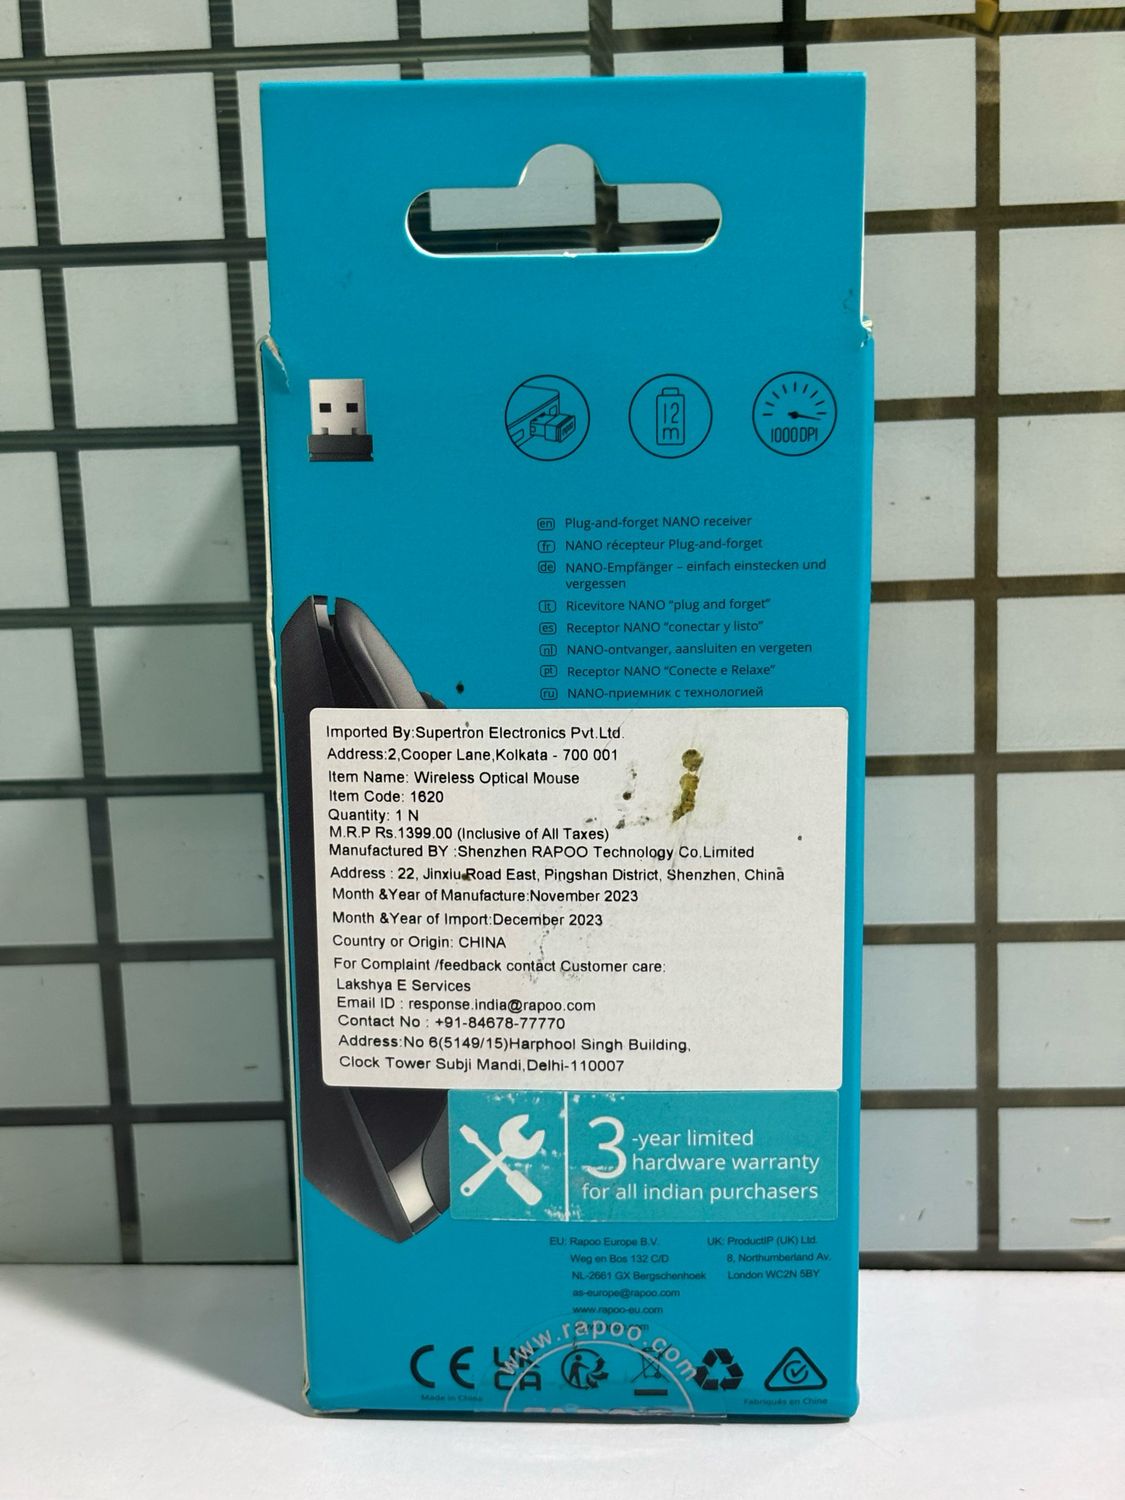 12
m
1000DPI
en Plug-and-forget NANO receiver
fr NANO récepteur Plug-and-forget
de NANO-Empfänger – einfach einstecken und
vergessen
it Ricevitore NANO "plug and forget"
es Receptor NANO "conectar y listo"
nl NANO-ontvanger, aansluiten en vergeten
pt Receptor NANO "Conecte e Relaxe"
ru NANO-приемник с технологией
Imported By:Supertron Electronics Pvt.Ltd.
Address:2,Cooper Lane,Kolkata - 700 001
Item Name: Wireless Optical Mouse
Item Code: 1620
Quantity: 1 N
M.R.P Rs.1399.00 (Inclusive of All Taxes)
Manufactured BY :Shenzhen RAPOO Technology Co.Limited
Address : 22, Jinxiu Road East, Pingshan District, Shenzhen, China
Month &Year of Manufacture:November 2023
Month &Year of Import:December 2023
Country or Origin: CHINA
For Complaint /feedback contact Customer care:
Lakshya E Services
Email ID : response.india@rapoo.com
Contact No : +91-84678-77770
Address:No 6(5149/15)Harphool Singh Building,
Clock Tower Subji Mandi,Delhi-110007
3-year limited
hardware warranty
for all indian purchasers
EU: Rapoo Europe B.V.
Weg en Bos 132 C/D
NL-2661 GX Bergschenhoek
as-europe@rapoo.com
www.rapoo-eu.com
UK: ProductIP (UK) Ltd.
8, Northumberland Av.
London WC2N 5BY
www.rapoo.com
CE
UK
CA
Made in China
Fabriqués en Chine